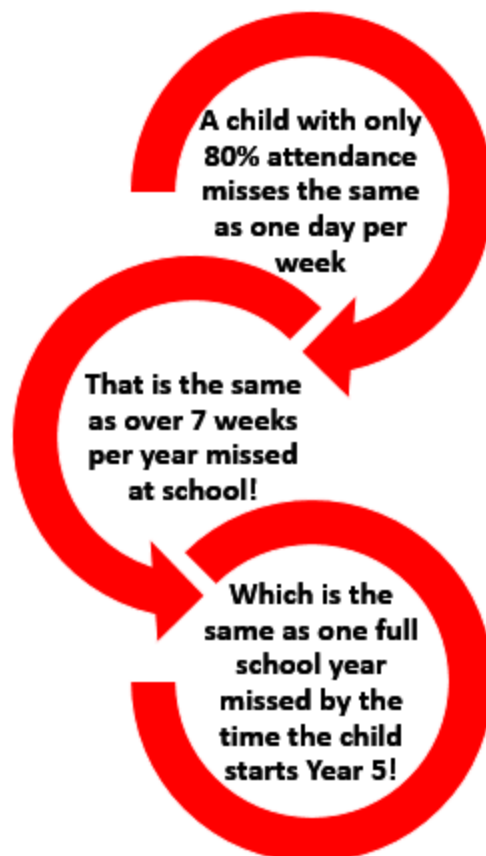 A child with only
80% attendance
misses the same
as one day per
week
That is the same
as over 7 weeks
per year missed
at school!
Which is the
same as one full
school year
missed by the
time the child
starts Year 5!